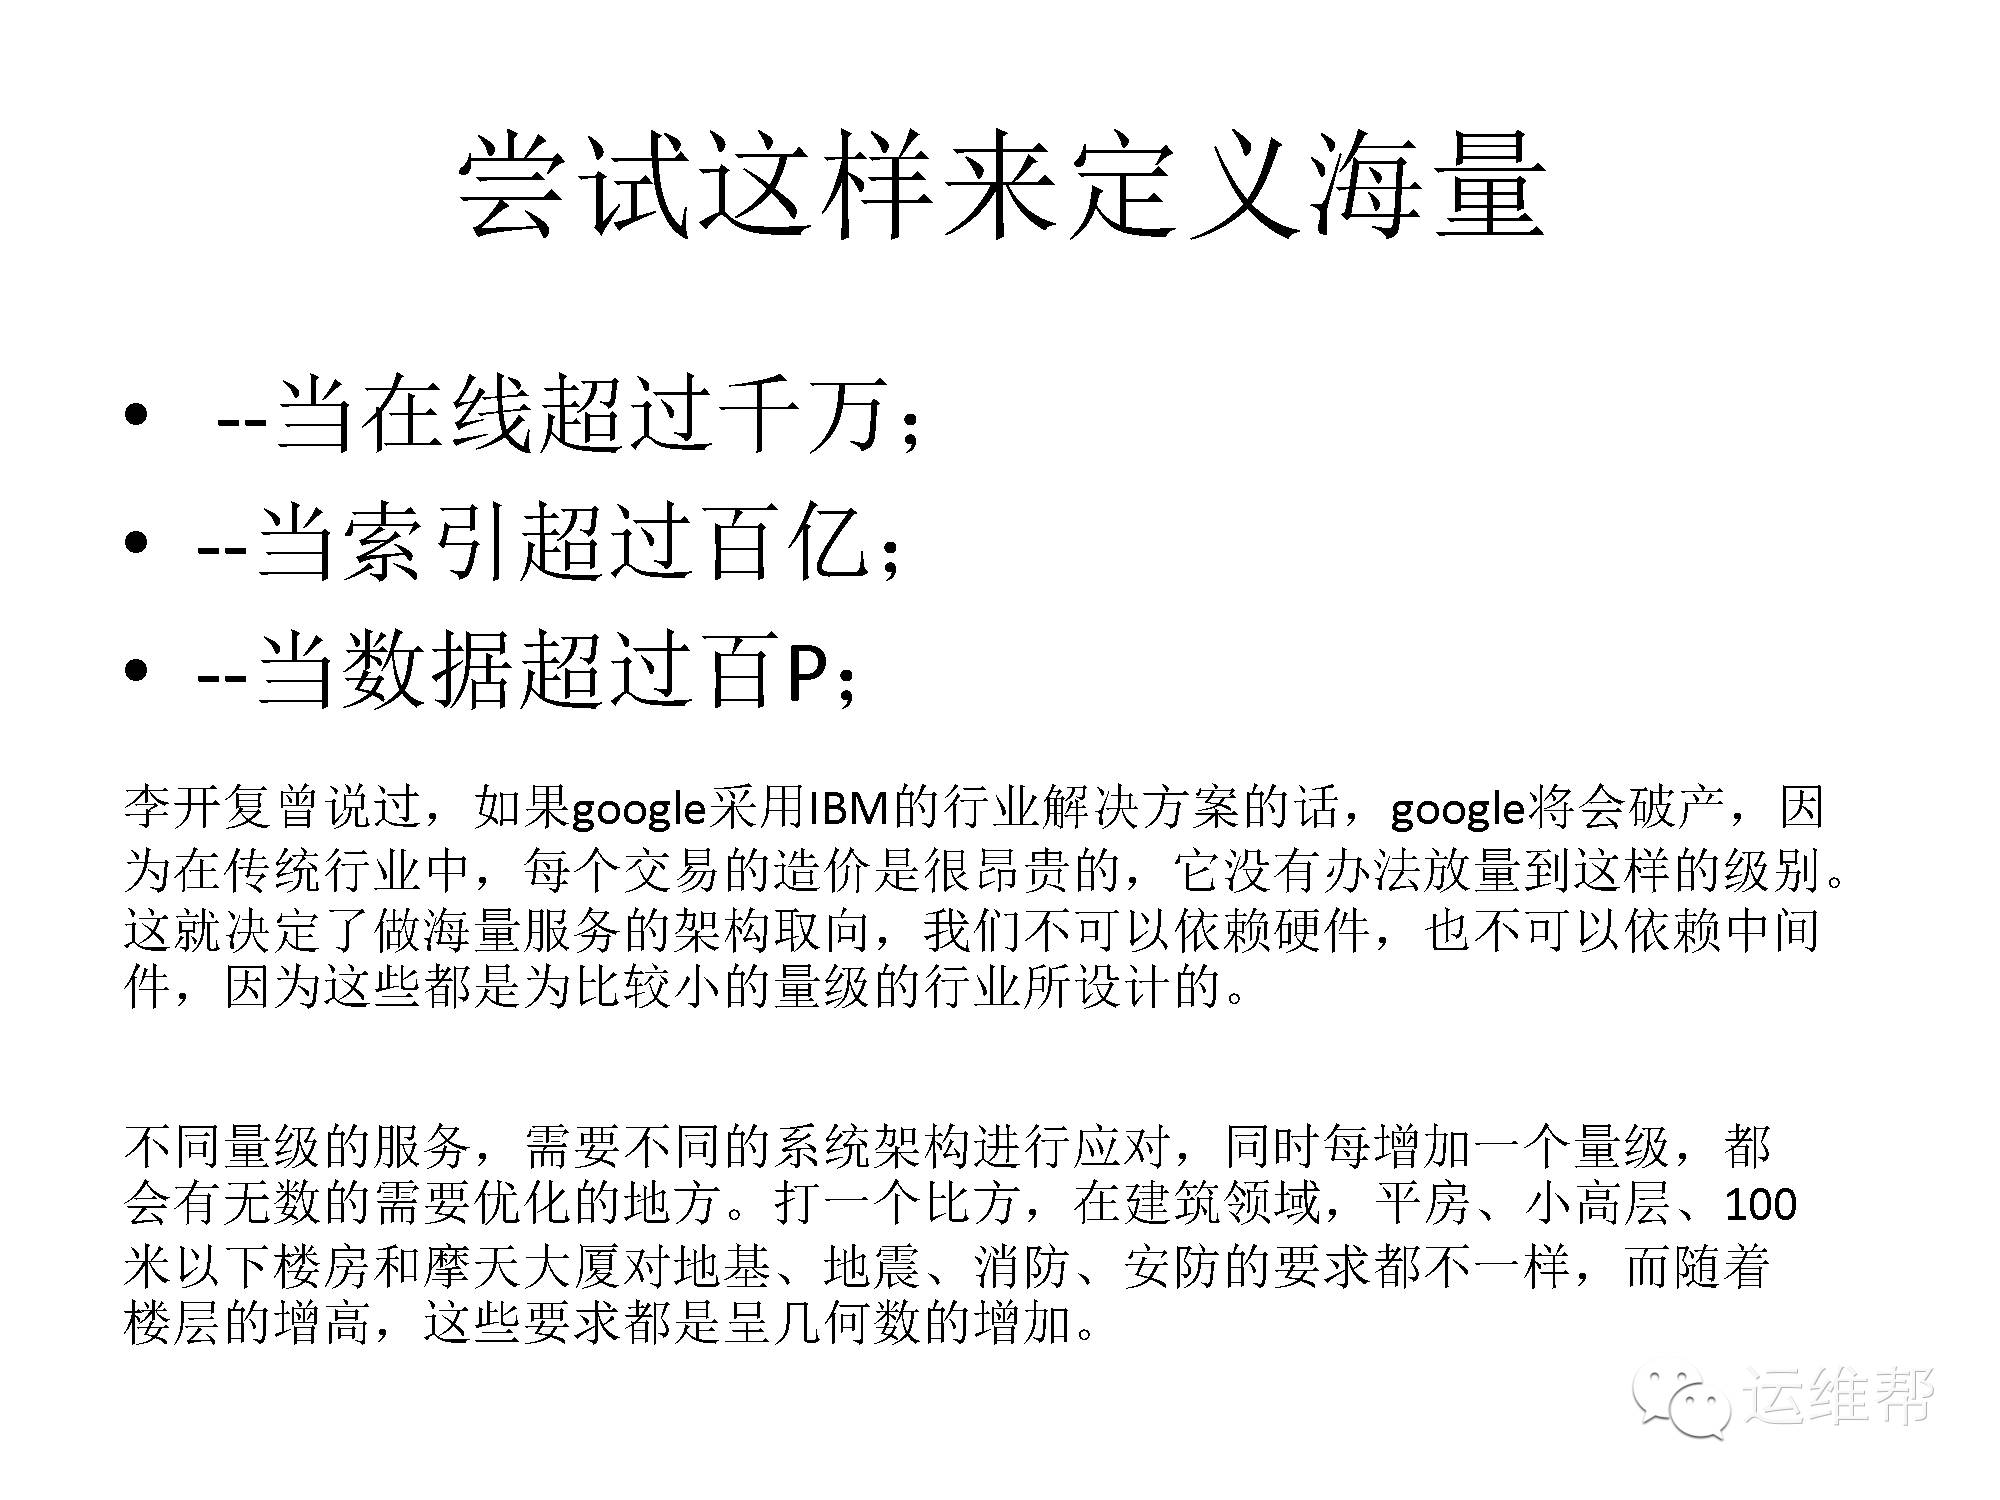 尝试这样来定义海量
• --当在线超过千万；
• --当索引超过百亿；
• --当数据超过百P；
李开复曾说过，如果google采用IBM的行业解决方案的话，google将会破产，因
为在传统行业中，每个交易的造价是很昂贵的，它没有办法放量到这样的级别。
这就决定了做海量服务的架构取向，我们不可以依赖硬件，也不可以依赖中间
件，因为这些都是为比较小的量级的行业所设计的。
不同量级的服务，需要不同的系统架构进行应对，同时每增加一个量级，都
会有无数的需要优化的地方。打一个比方，在建筑领域，平房、小高层、100
米以下楼房和摩天大厦对地基、地震、消防、安防的要求都不一样，而随着
楼层的增高，这些要求都是呈几何数的增加。
运维帮